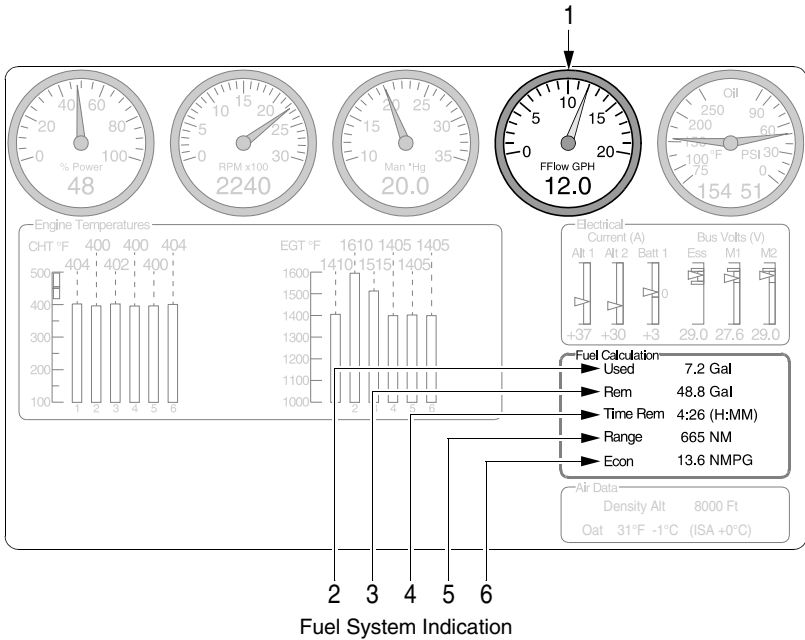 1
40 60
20 80
0 100
% Power
48
15 20
10 25
5 30
RPM x100
2240
20 25
15 30
10 35
Man "Hg
20.0
10
5 15
0 20
FFlow GPH
12.0
Oil
250 90
200 60
150 30
100 °F PSI
75 0
154 51
Engine Temperatures
CHT °F 400 400 404
404 402 400
500
400
300
200
100
1 2 3 4 5 6
EGT °F 1610 1405 1405
1410 1515 1405
1600
1500
1400
1300
1200
1100
1000
1 2 3 4 5 6
Electrical
Current (A) Bus Volts (V)
Alt 1 Alt 2 Batt 1 Ess M1 M2
0
+37 +30 +3 29.0 27.6 29.0
Fuel Calculation
Used 7.2 Gal
Rem 48.8 Gal
Time Rem 4:26 (H:MM)
Range 665 NM
Econ 13.6 NMPG
Air Data
Density Alt 8000 Ft
Oat 31°F -1°C (ISA +0°C)
2 3 4 5 6
Fuel System Indication